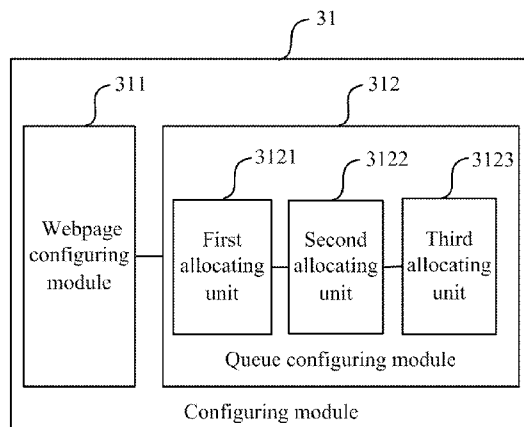 31
311
312
3121
3122
3123
Webpage
configuring
module
First
allocating
unit
Second
allocating
unit
Third
allocating
unit
Queue configuring module
Configuring module